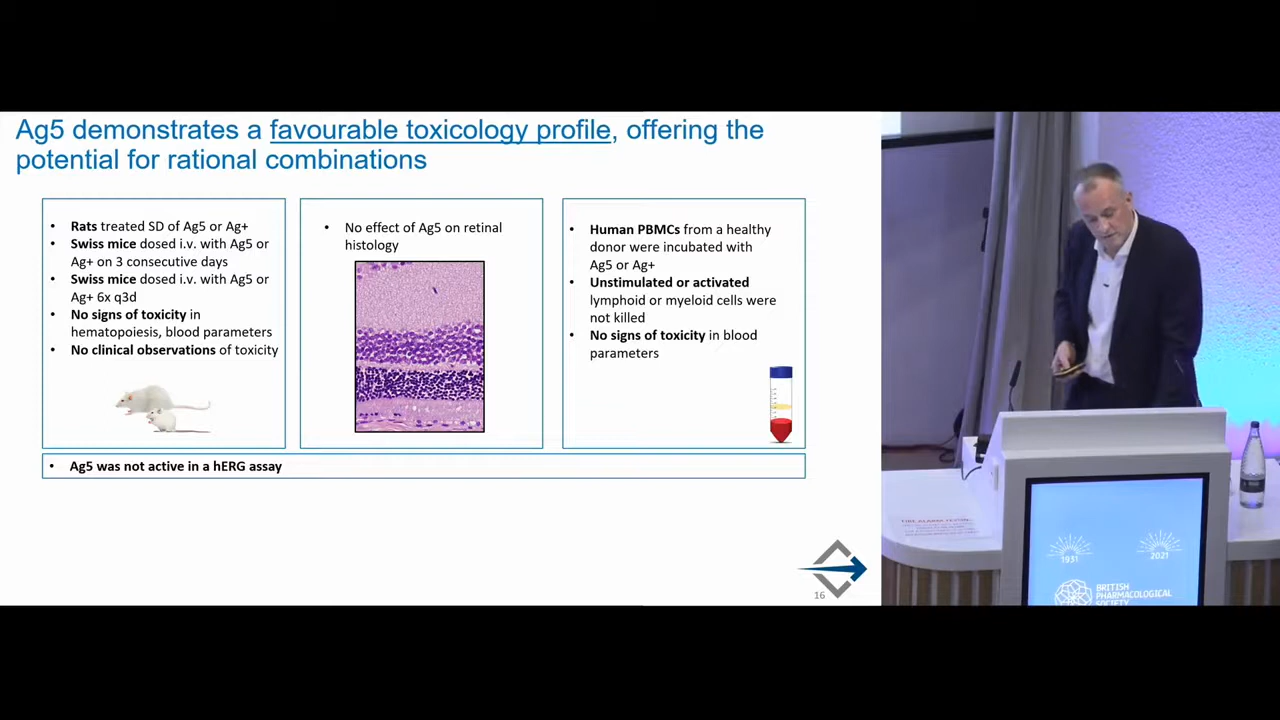 Ag5 demonstrates a favourable toxicology profile, offering the
potential for rational combinations
• Rats treated SD of Ag5 or Ag+
• Swiss mice dosed i.v. with Ag5 or
Ag+ on 3 consecutive days
• Swiss mice dosed i.v. with Ag5 or
Ag+ 6x q3d
• No signs of toxicity in
hematopoiesis, blood parameters
• No clinical observations of toxicity
• No effect of Ag5 on retinal
histology
• Human PBMCs from a healthy
donor were incubated with
Ag5 or Ag+
• Unstimulated or activated
lymphoid or myeloid cells were
not killed
• No signs of toxicity in blood
parameters
• Ag5 was not active in a hERG assay
16
1931
2021
BRITISH
PHARMACOLOGICAL
SOCIETY